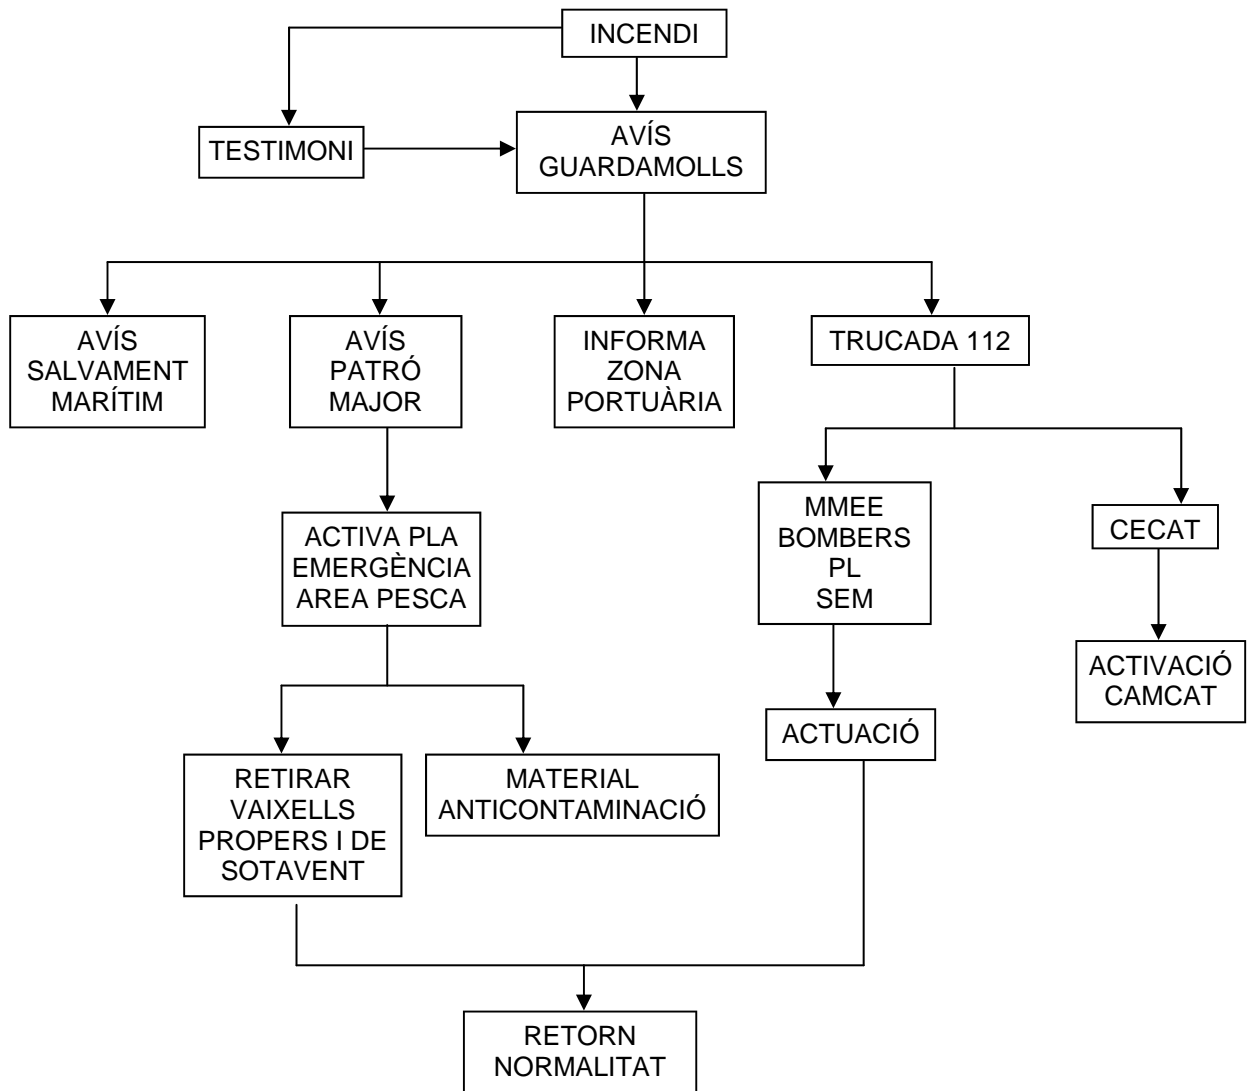 INCENDI
TESTIMONI
AVÍS
GUARDAMOLLS
AVÍS
SALVAMENT
MARÍTIM
AVÍS
PATRÓ
MAJOR
INFORMA
ZONA
PORTUÀRIA
TRUCADA 112
ACTIVA PLA
EMERGÈNCIA
AREA PESCA
MMEE
BOMBERS
PL
SEM
CECAT
ACTIVACIÓ
CAMCAT
RETIRAR
VAIXELLS
PROPERS I DE
SOTAVENT
MATERIAL
ANTICONTAMINACIÓ
ACTUACIÓ
RETORN
NORMALITAT